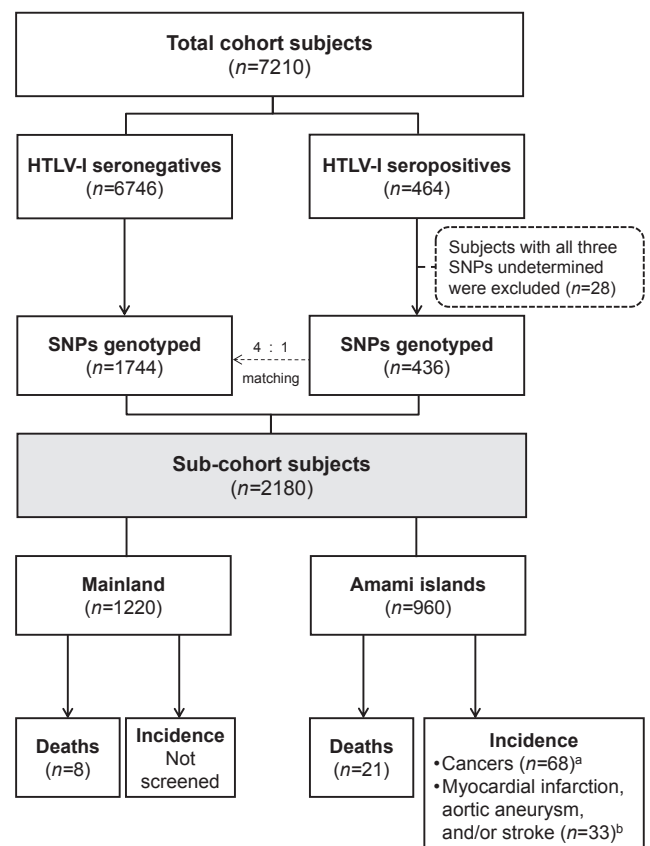 Total cohort subjects
(n=7210)
HTLV-I seronegatives
(n=6746)
HTLV-I seropositives
(n=464)
Subjects with all three
SNPs undetermined
were excluded (n=28)
SNPs genotyped
(n=1744)
4 : 1
matching
SNPs genotyped
(n=436)
Sub-cohort subjects
(n=2180)
Mainland
(n=1220)
Amami islands
(n=960)
Deaths
(n=8)
Incidence
Not
screened
Deaths
(n=21)
Incidence
•Cancers (n=68)ᵃ
•Myocardial infarction,
aortic aneurysm,
and/or stroke (n=33)ᵇ